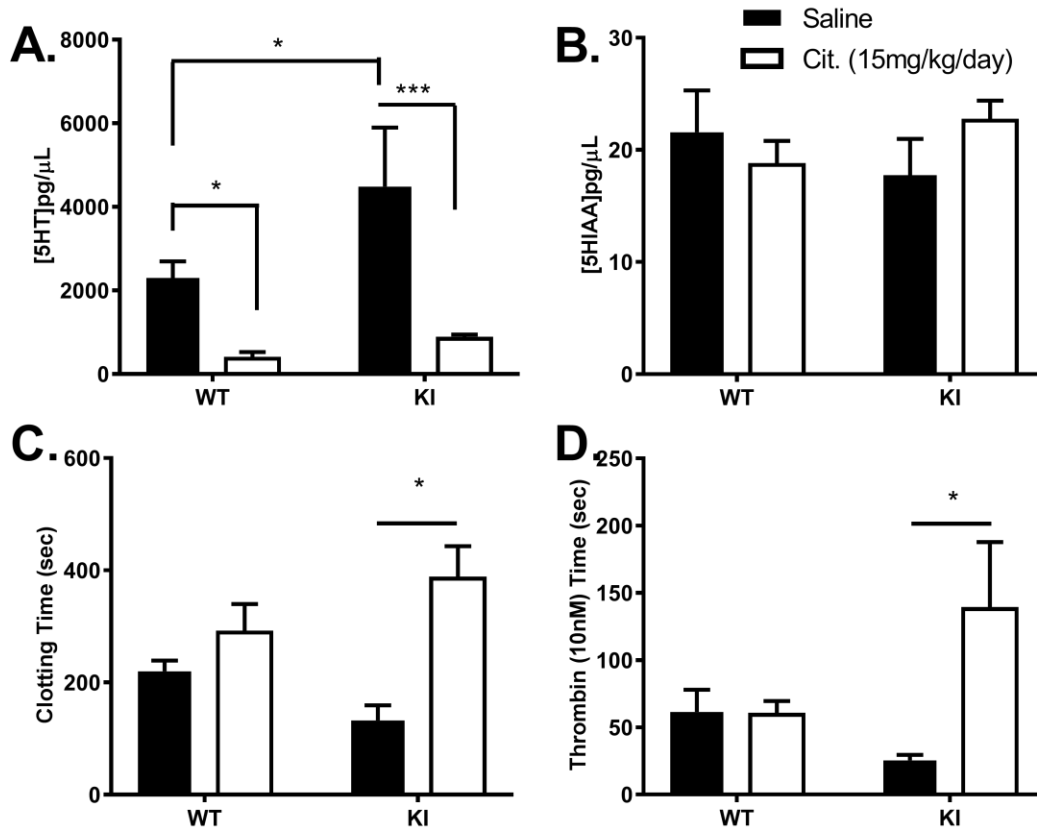 A.
[5HT]pg/μL
8000
6000
4000
2000
0
*
*
***
WT
KI
B.
Saline
Cit. (15mg/kg/day)
[5HIAA]pg/μL
30
20
10
0
WT
KI
C.
Clotting Time (sec)
600
400
200
0
*
WT
KI
D.
Thrombin (10nM) Time (sec)
250
200
150
100
50
0
*
WT
KI